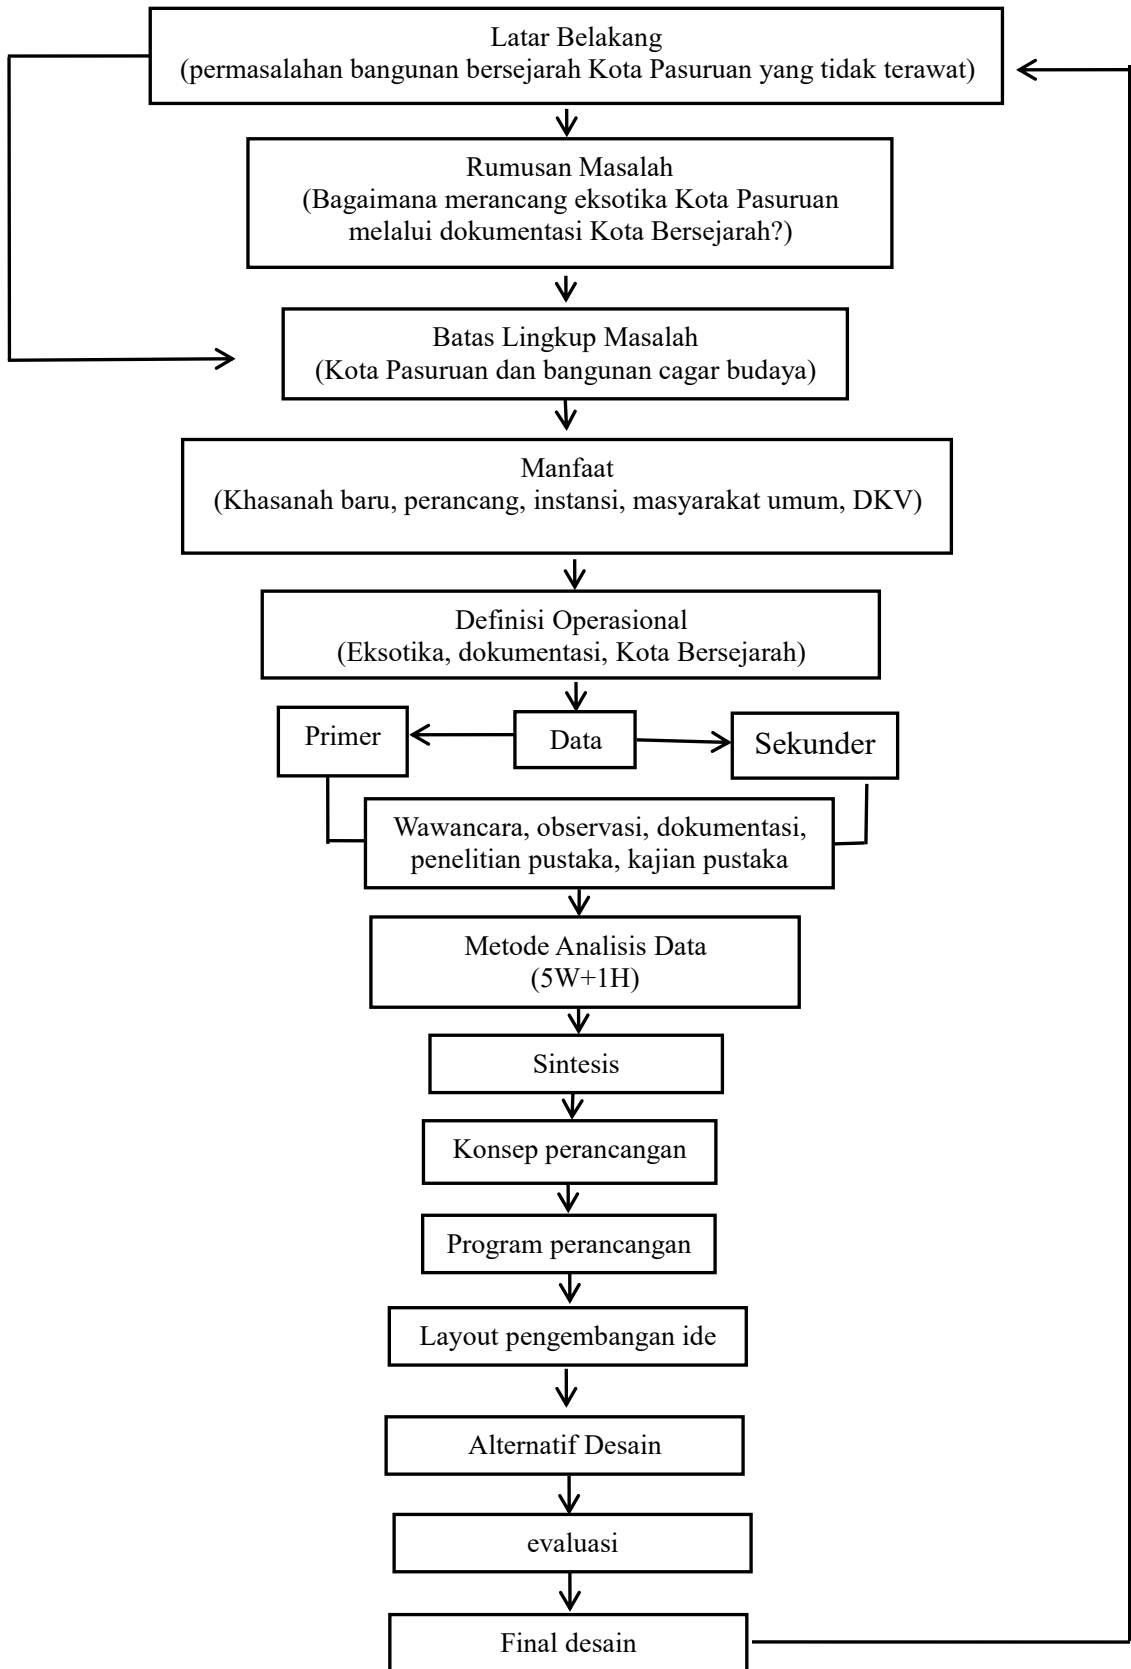 Latar Belakang
(permasalahan bangunan bersejarah Kota Pasuruan yang tidak terawat)
Rumusan Masalah
(Bagaimana merancang eksotika Kota Pasuruan
melalui dokumentasi Kota Bersejarah?)
Batas Lingkup Masalah
(Kota Pasuruan dan bangunan cagar budaya)
Manfaat
(Khasanah baru, perancang, instansi, masyarakat umum, DKV)
Definisi Operasional
(Eksotika, dokumentasi, Kota Bersejarah)
Primer
Data
Sekunder
Wawancara, observasi, dokumentasi,
penelitian pustaka, kajian pustaka
Metode Analisis Data
(5W+1H)
Sintesis
Konsep perancangan
Program perancangan
Layout pengembangan ide
Alternatif Desain
evaluasi
Final desain